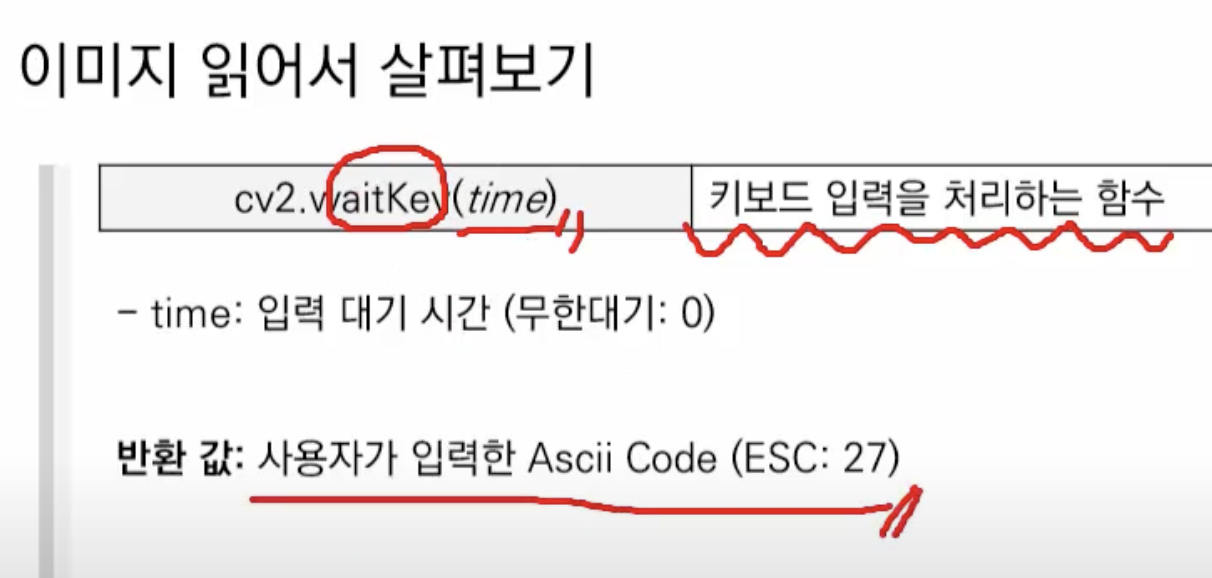 이미지 읽어서 살펴보기
cv2.waitKey(time) 키보드 입력을 처리하는 함수
- time: 입력 대기 시간 (무한대기: 0)
반환 값: 사용자가 입력한 Ascii Code (ESC: 27)